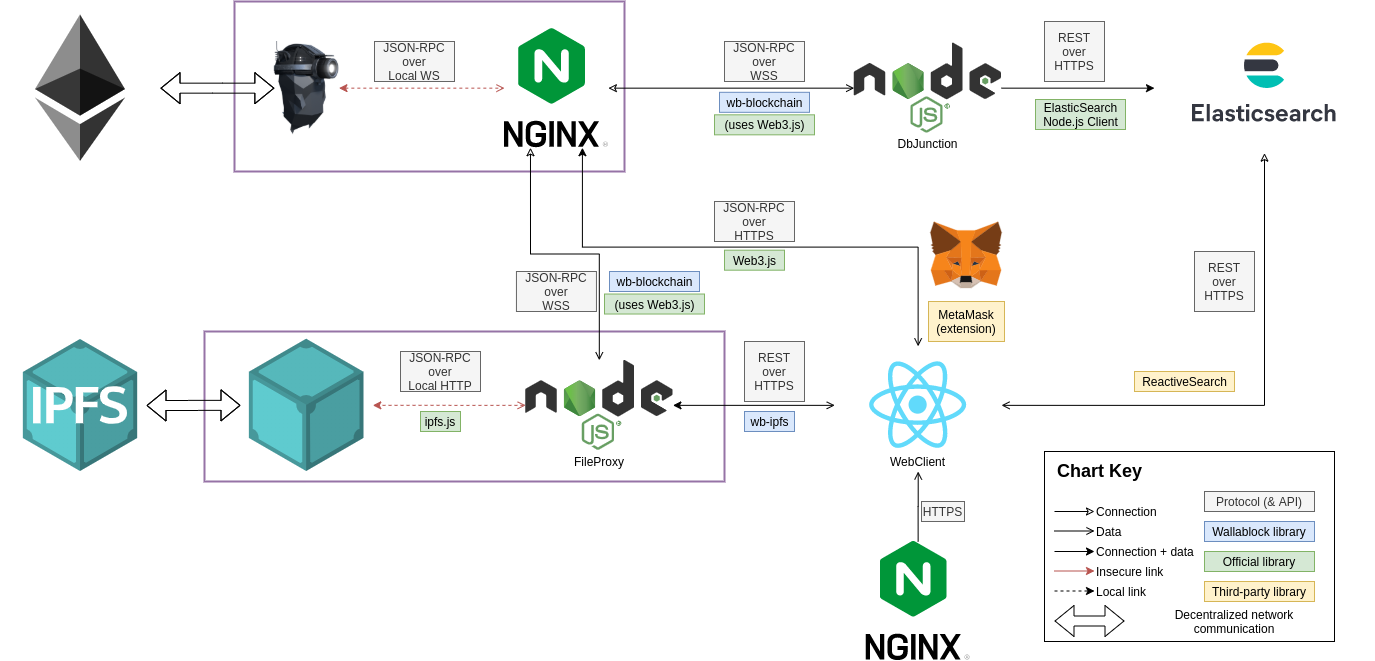 JSON-RPC
over
Local WS
NGINX
JSON-RPC
over
WSS
wb-blockchain
(uses Web3.js)
node
JS
DbJunction
REST
over
HTTPS
ElasticSearch
Node.js Client
Elasticsearch
JSON-RPC
over
HTTPS
Web3.js
JSON-RPC
over
WSS
wb-blockchain
(uses Web3.js)
MetaMask
(extension)
REST
over
HTTPS
ReactiveSearch
IPFS
JSON-RPC
over
Local HTTP
ipfs.js
node
JS
FileProxy
REST
over
HTTPS
wb-ipfs
WebClient
HTTPS
NGINX
Chart Key
Connection
Data
Connection + data
Insecure link
Local link
Protocol (& API)
Wallablock library
Official library
Third-party library
Decentralized network
communication